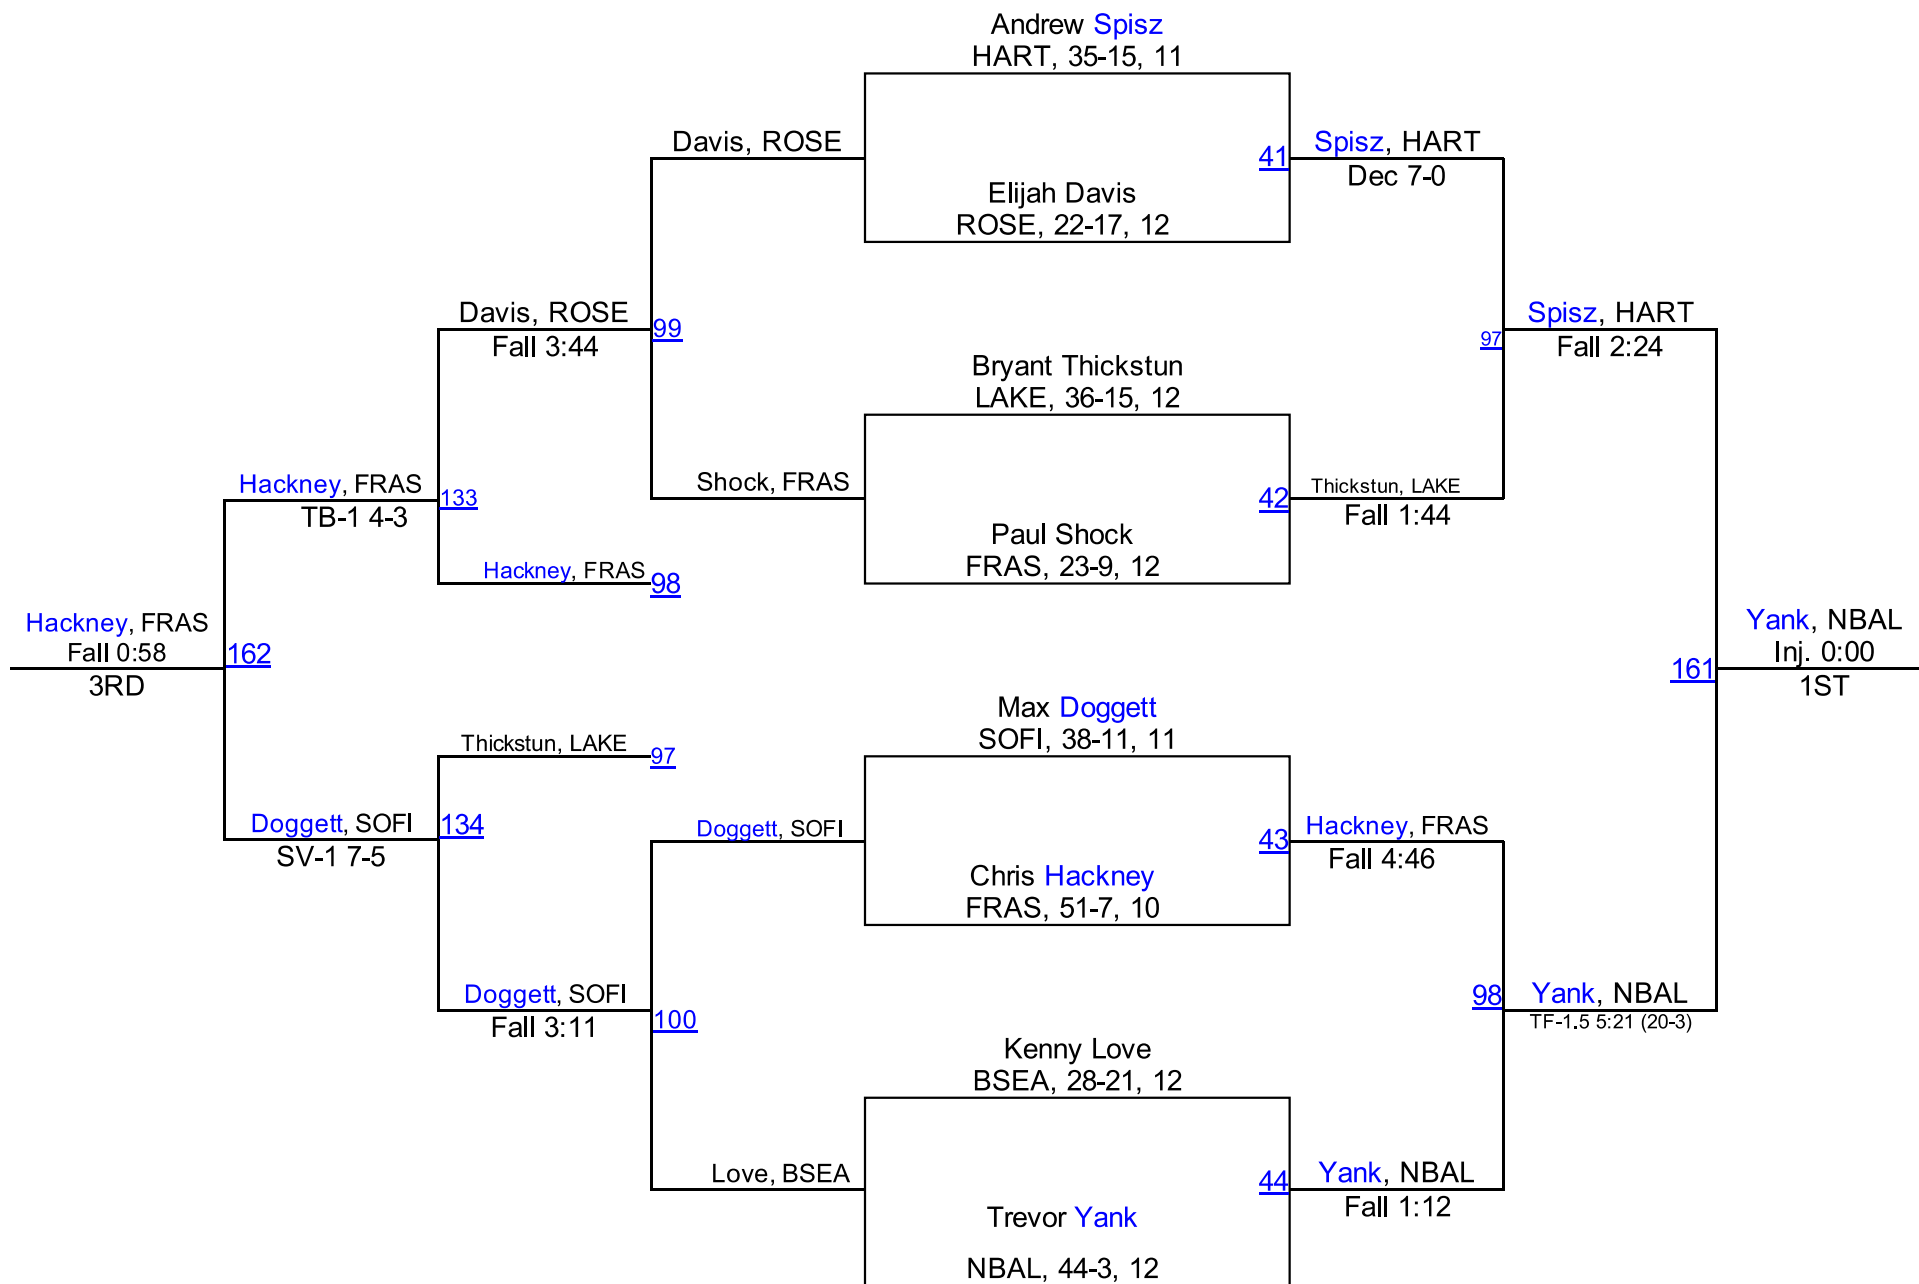 Andrew Spisz
HART, 35-15, 11
Davis, ROSE
41
Spisz, HART
Dec 7-0
Elijah Davis
ROSE, 22-17, 12
Davis, ROSE
Fall 3:44
99
97
Spisz, HART
Fall 2:24
Bryant Thickstun
LAKE, 36-15, 12
Hackney, FRAS
TB-1 4-3
133
Shock, FRAS
42
Thickstun, LAKE
Fall 1:44
Paul Shock
FRAS, 23-9, 12
Hackney, FRAS
98
Hackney, FRAS
Fall 0:58
3RD
162
161
Yank, NBAL
Inj. 0:00
1ST
Max Doggett
SOFI, 38-11, 11
Thickstun, LAKE
97
Doggett, SOFI
SV-1 7-5
134
Doggett, SOFI
43
Hackney, FRAS
Fall 4:46
Chris Hackney
FRAS, 51-7, 10
Doggett, SOFI
Fall 3:11
100
98
Yank, NBAL
TF-1.5 5:21 (20-3)
Kenny Love
BSEA, 28-21, 12
Love, BSEA
44
Yank, NBAL
Fall 1:12
Trevor Yank
NBAL, 44-3, 12